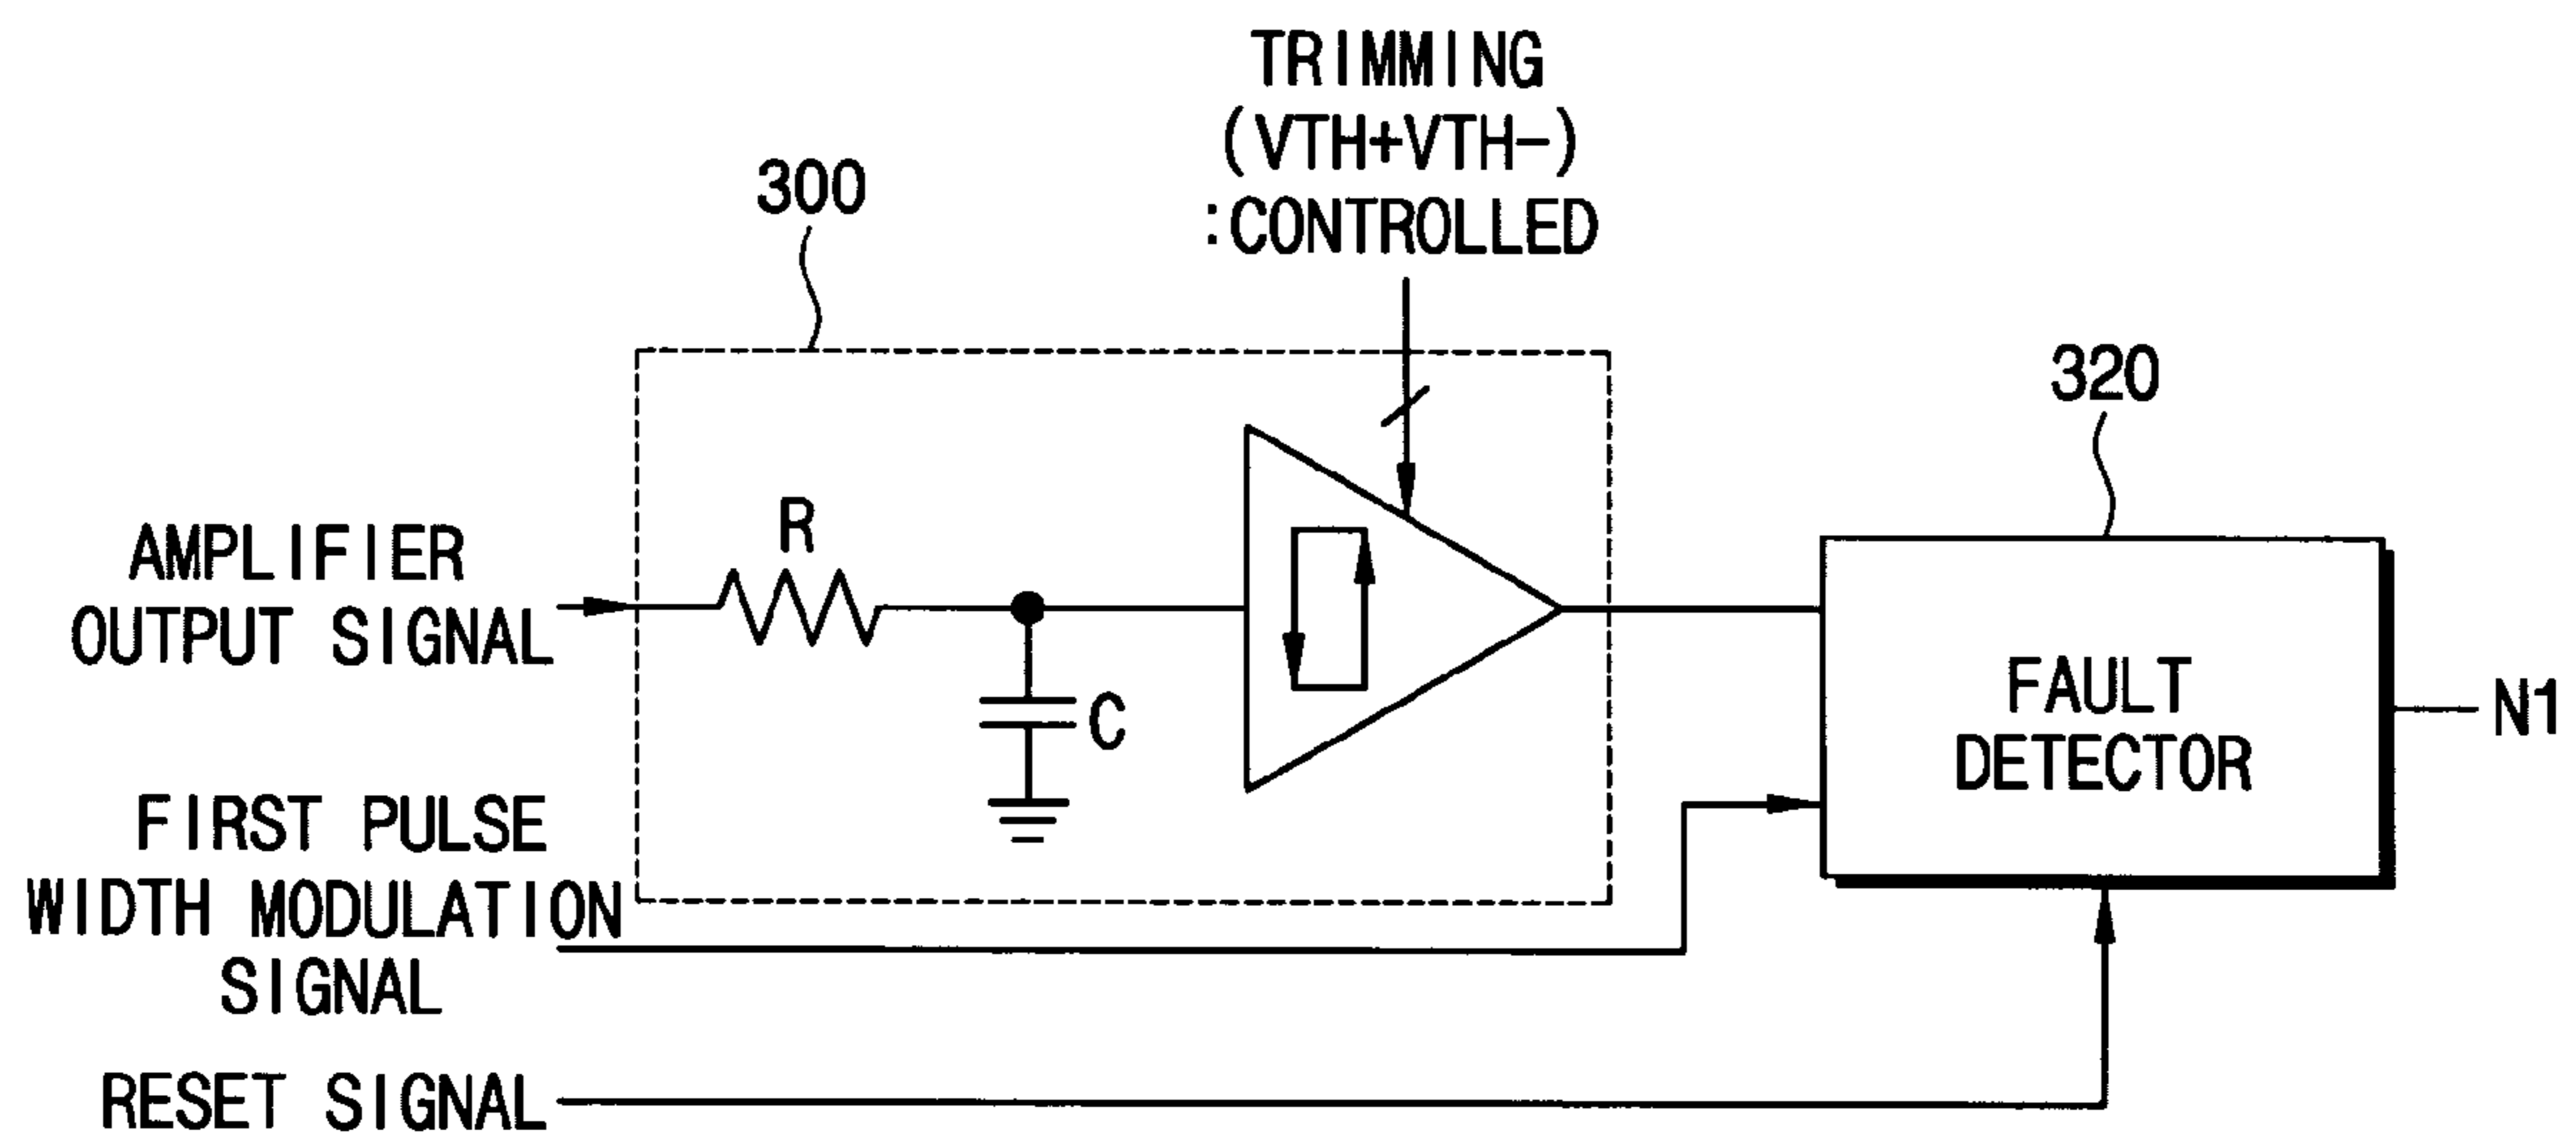 TRIMMING
(VTH+VTH-)
:CONTROLLED
300
320
R
AMPLIFIER
OUTPUT SIGNAL
C
FAULT
DETECTOR
N1
FIRST PULSE
WIDTH MODULATION
SIGNAL
RESET SIGNAL